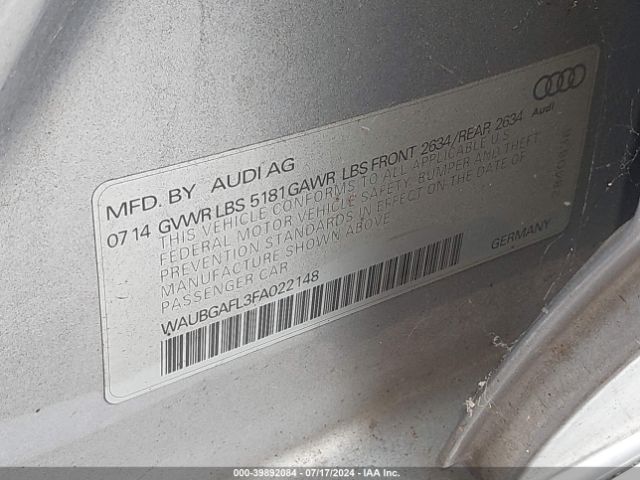 MFD. BY AUDI AG
Audi
0714 GVWR LBS 5181 GAWR LBS FRONT 2634/REAR 2634
THIS VEHICLE CONFORMS TO ALL APPLICABLE U.S.
FEDERAL MOTOR VEHICLE SAFETY, BUMPER AND THEFT
PREVENTION STANDARDS IN EFFECT ON THE DATE OF
MANUFACTURE SHOWN ABOVE.
PASSENGER CAR
GERMANY
WAUBGAFL3FA022148
000-39892084 - 07/17/2024 - IAA Inc.